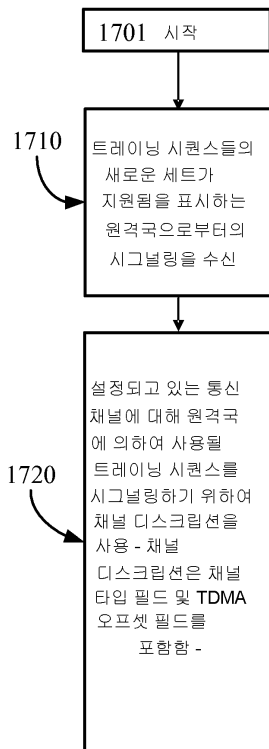 1701 시작
1710
트레이닝 시퀀스들의
새로운 세트가
지원됨을 표시하는
원격국으로부터의
시그널링을 수신
1720
설정되고 있는 통신
채널에 대해 원격국
에 의하여 사용될
트레이닝 시퀀스를
시그널링하기 위하여
채널 디스크립션을
사용 - 채널
디스크립션은 채널
타입 필드 및 TDMA
오프셋 필드를
포함함 -